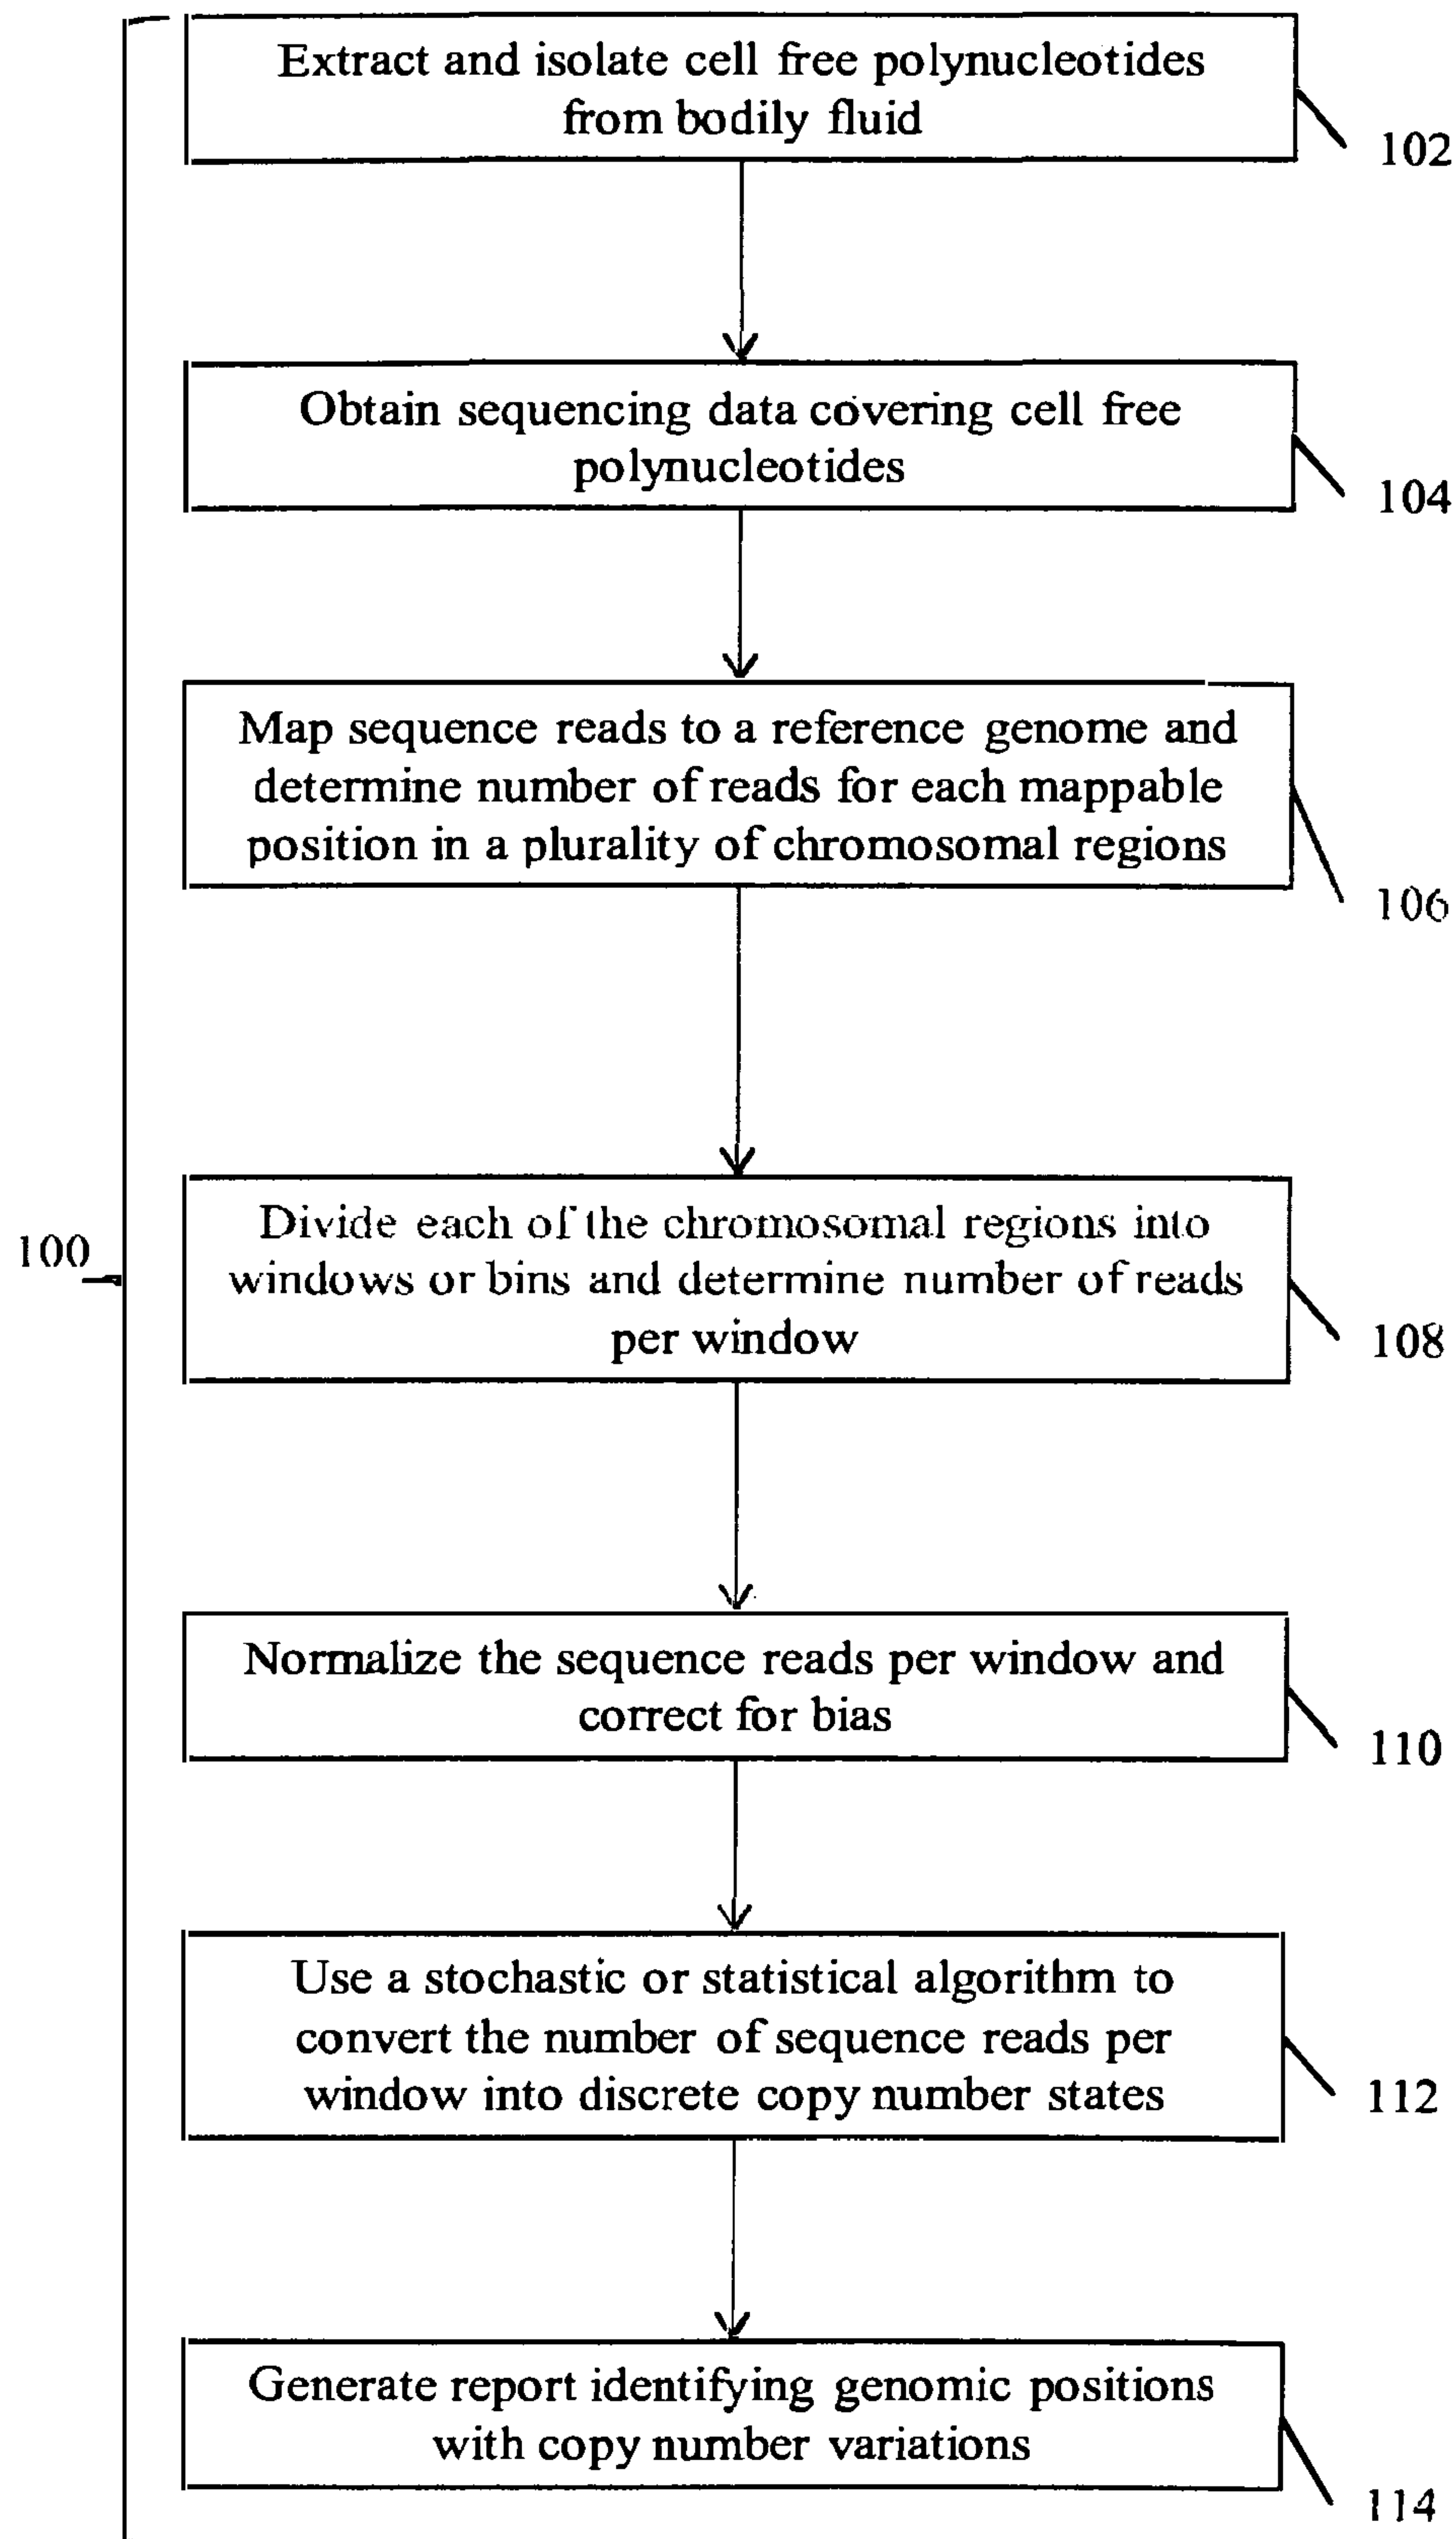 Extract and isolate cell free polynucleotides
from bodily fluid
102
Obtain sequencing data covering cell free
polynucleotides
104
Map sequence reads to a reference genome and
determine number of reads for each mappable
position in a plurality of chromosomal regions
106
100
Divide each of the chromosomal regions into
windows or bins and determine number of reads
per window
108
Normalize the sequence reads per window and
correct for bias
110
Use a stochastic or statistical algorithm to
convert the number of sequence reads per
window into discrete copy number states
112
Generate report identifying genomic positions
with copy number variations
114